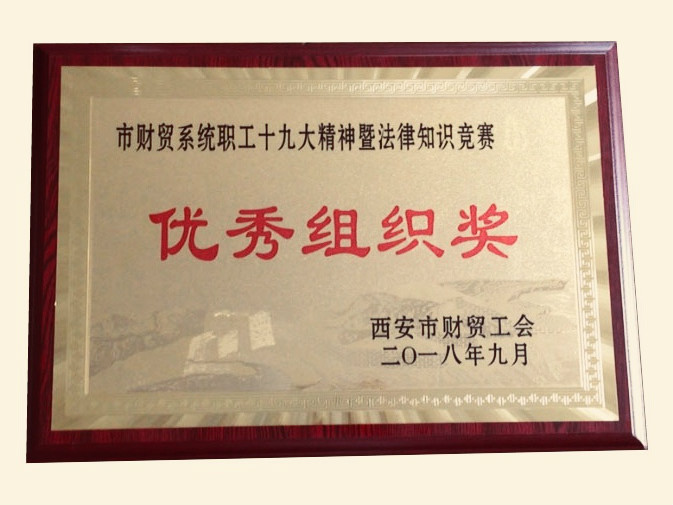 市财贸系统职工十九大精神暨法律知识竞赛
优秀组织奖
西安市财贸工会
二〇一八年九月